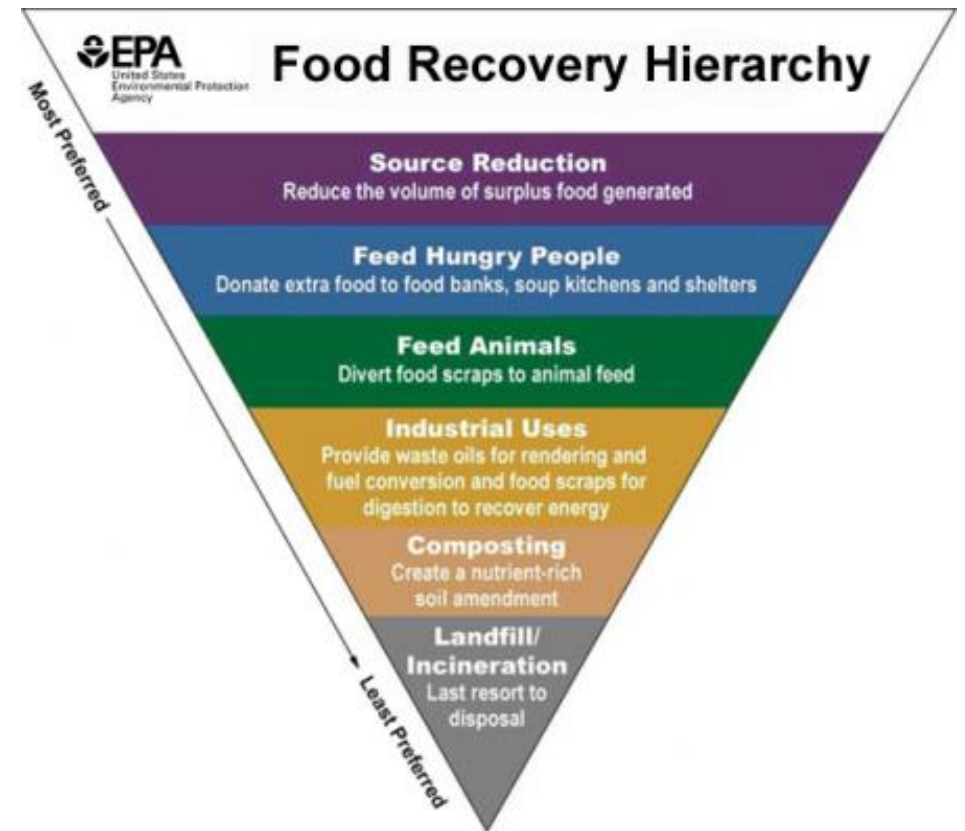 EPA
United States
Environmental Protection
Agency
Food Recovery Hierarchy
Most Preferred
Source Reduction
Reduce the volume of surplus food generated
Feed Hungry People
Donate extra food to food banks, soup kitchens and shelters
Feed Animals
Divert food scraps to animal feed
Industrial Uses
Provide waste oils for rendering and
fuel conversion and food scraps for
digestion to recover energy
Composting
Create a nutrient-rich
soil amendment
Landfill/
Incineration
Last resort to
disposal
Least Preferred